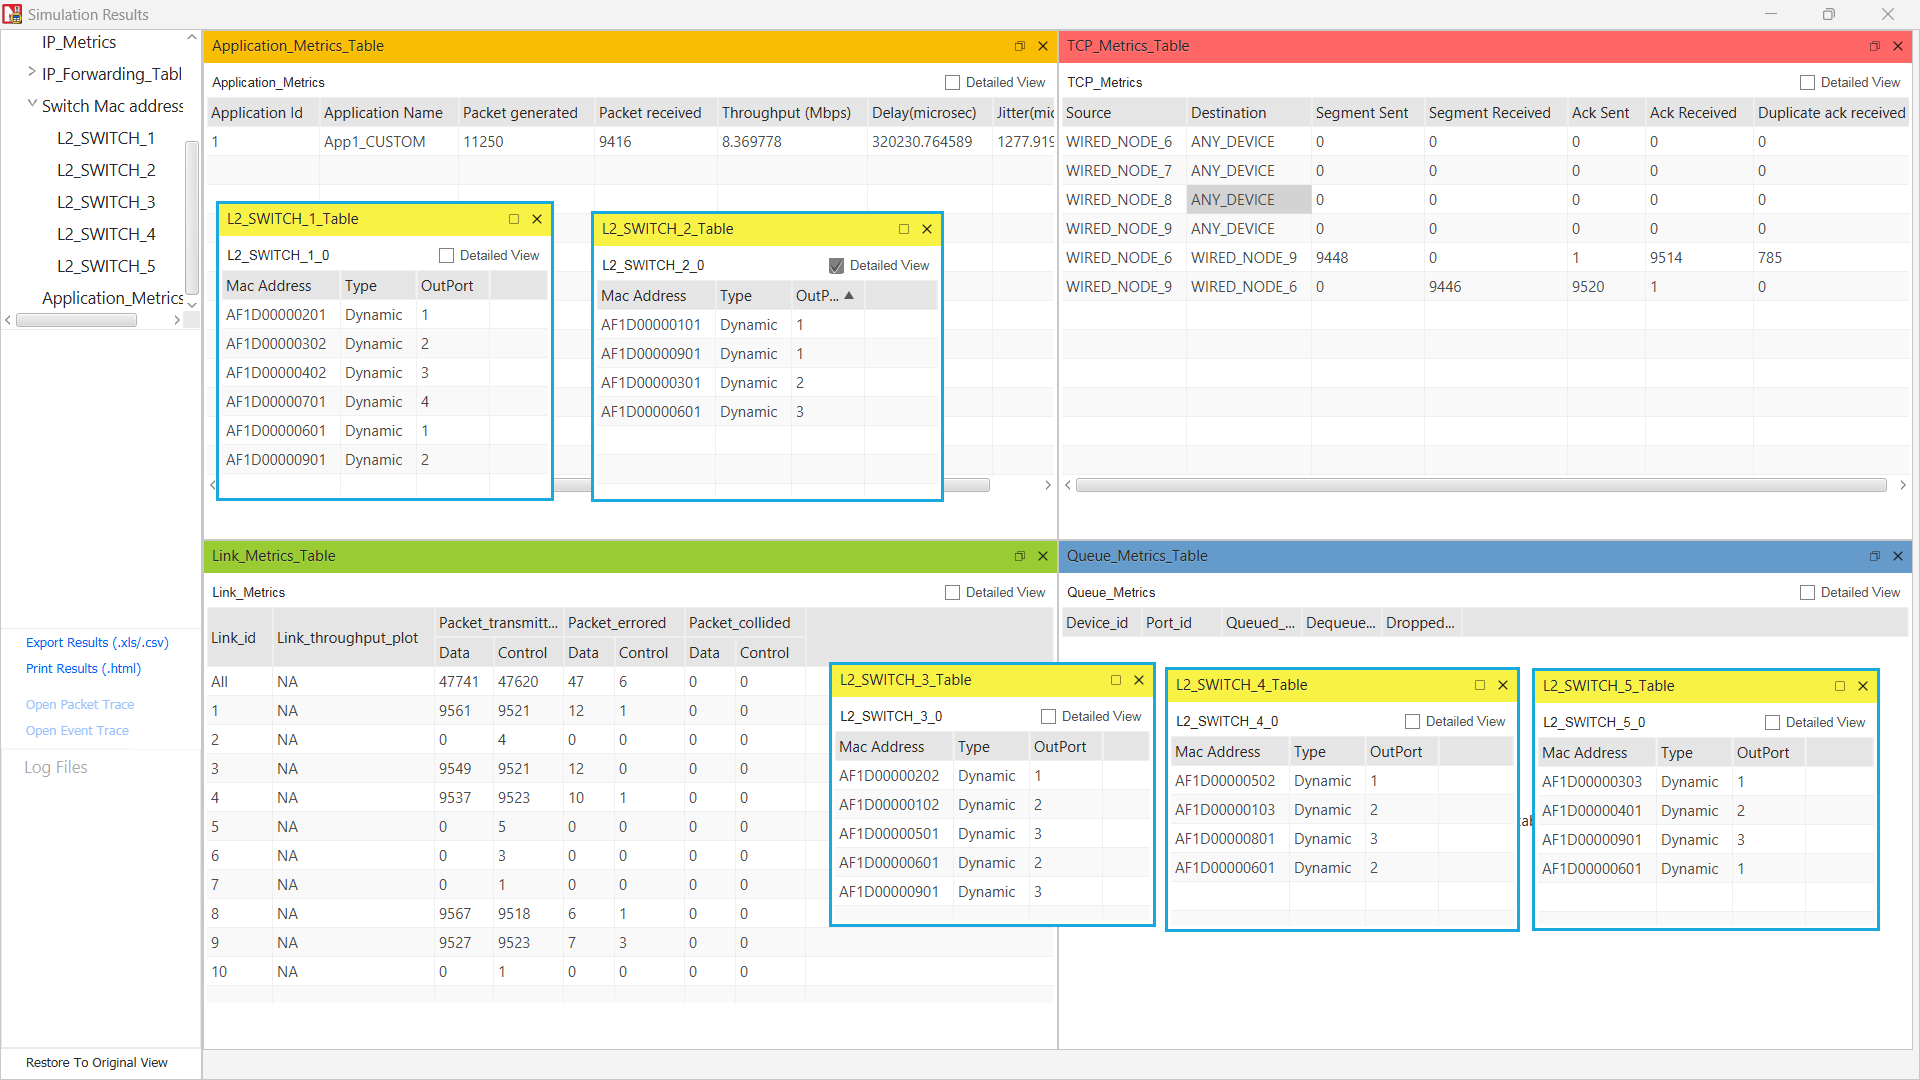 Simulation Results
IP_Metrics
IP_Forwarding_Tabl
Switch Mac address
L2_SWITCH_1
L2_SWITCH_2
L2_SWITCH_3
L2_SWITCH_4
L2_SWITCH_5
Application_Metrics
Export Results (.xls/.csv)
Print Results (.html)
Open Packet Trace
Open Event Trace
Log Files
Restore To Original View
Application_Metrics_Table
Application_Metrics Detailed View
Application Id Application Name Packet generated Packet received Throughput (Mbps) Delay(microsec) Jitter(mic
1 App1_CUSTOM 11250 9416 8.369778 320230.764589 1277.919
L2_SWITCH_1_Table
L2_SWITCH_1_0 Detailed View
Mac Address Type OutPort
AF1D00000201 Dynamic 1
AF1D00000302 Dynamic 2
AF1D00000402 Dynamic 3
AF1D00000701 Dynamic 4
AF1D00000601 Dynamic 1
AF1D00000901 Dynamic 2
L2_SWITCH_2_Table
L2_SWITCH_2_0 Detailed View
Mac Address Type OutP...
AF1D00000101 Dynamic 1
AF1D00000901 Dynamic 1
AF1D00000301 Dynamic 2
AF1D00000601 Dynamic 3
TCP_Metrics_Table
TCP_Metrics Detailed View
Source Destination Segment Sent Segment Received Ack Sent Ack Received Duplicate ack received
WIRED_NODE_6 ANY_DEVICE 0 0 0 0 0
WIRED_NODE_7 ANY_DEVICE 0 0 0 0 0
WIRED_NODE_8 ANY_DEVICE 0 0 0 0 0
WIRED_NODE_9 ANY_DEVICE 0 0 0 0 0
WIRED_NODE_6 WIRED_NODE_9 9448 0 1 9514 785
WIRED_NODE_9 WIRED_NODE_6 0 9446 9520 1 0
Link_Metrics_Table
Link_Metrics Detailed View
Link_id Link_throughput_plot Packet_transmitt... Packet_errored Packet_collided
Data Control Data Control Data Control
All NA 47741 47620 47 6 0 0
1 NA 9561 9521 12 1 0 0
2 NA 0 4 0 0 0 0
3 NA 9549 9521 12 0 0 0
4 NA 9537 9523 10 1 0 0
5 NA 0 5 0 0 0 0
6 NA 0 3 0 0 0 0
7 NA 0 1 0 0 0 0
8 NA 9567 9518 6 1 0 0
9 NA 9527 9523 7 3 0 0
10 NA 0 1 0 0 0 0
Queue_Metrics_Table
Queue_Metrics Detailed View
Device_id Port_id Queued_... Dequeue... Dropped...
L2_SWITCH_3_Table
L2_SWITCH_3_0 Detailed View
Mac Address Type OutPort
AF1D00000202 Dynamic 1
AF1D00000102 Dynamic 2
AF1D00000501 Dynamic 3
AF1D00000601 Dynamic 2
AF1D00000901 Dynamic 3
L2_SWITCH_4_Table
L2_SWITCH_4_0 Detailed View
Mac Address Type OutPort
AF1D00000502 Dynamic 1
AF1D00000103 Dynamic 2
AF1D00000801 Dynamic 3
AF1D00000601 Dynamic 2
L2_SWITCH_5_Table
L2_SWITCH_5_0 Detailed View
Mac Address Type OutPort
AF1D00000303 Dynamic 1
AF1D00000401 Dynamic 2
AF1D00000901 Dynamic 3
AF1D00000601 Dynamic 1